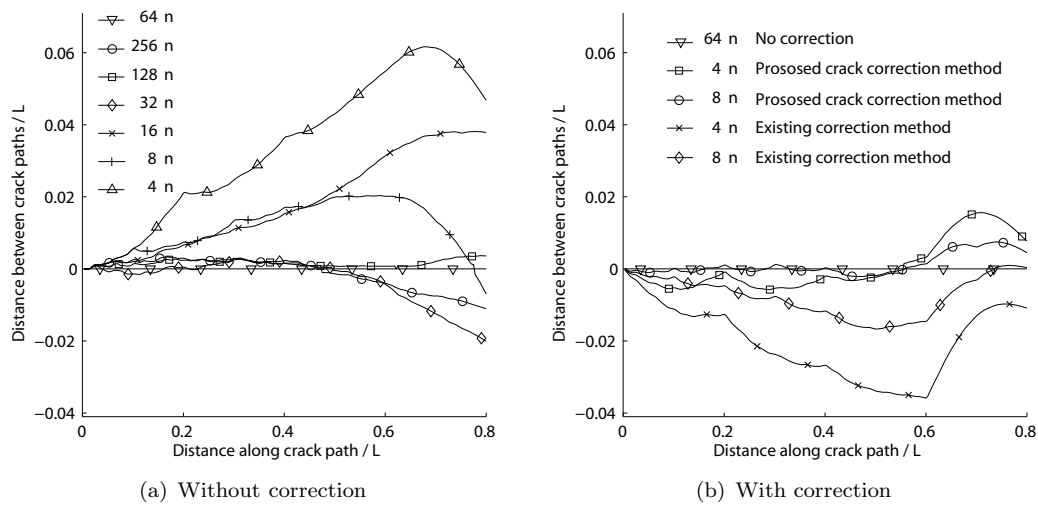 64 n
256 n
128 n
32 n
16 n
8 n
4 n
0.06
0.04
0.02
0
−0.02
−0.04
0
0.2
0.4
0.6
0.8
Distance between crack paths / L
Distance along crack path / L
(a) Without correction
64 n No correction
4 n Prososed crack correction method
8 n Prososed crack correction method
4 n Existing correction method
8 n Existing correction method
0.06
0.04
0.02
0
−0.02
−0.04
0
0.2
0.4
0.6
0.8
Distance between crack paths / L
Distance along crack path / L
(b) With correction